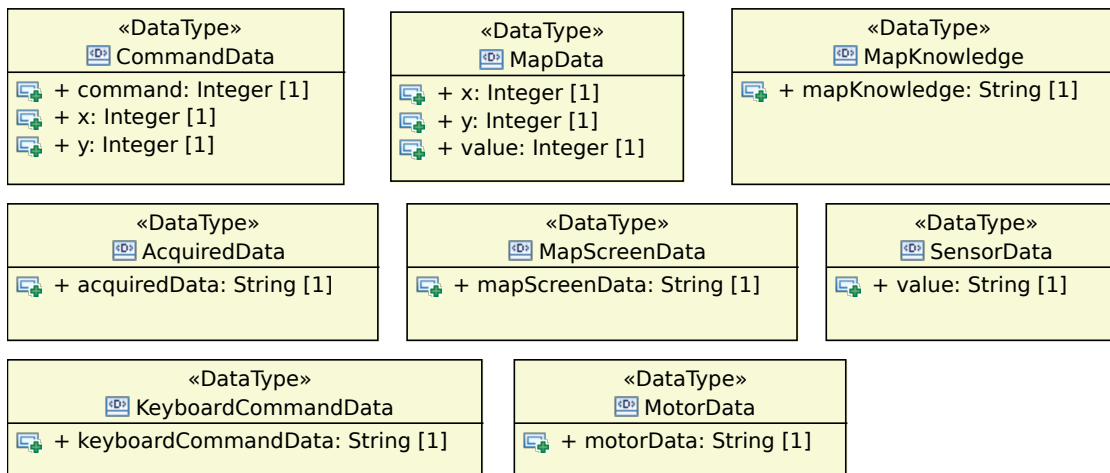 «DataType»
CommandData
+ command: Integer [1]
+ x: Integer [1]
+ y: Integer [1]
«DataType»
MapData
+ x: Integer [1]
+ y: Integer [1]
+ value: Integer [1]
«DataType»
MapKnowledge
+ mapKnowledge: String [1]
«DataType»
AcquiredData
+ acquiredData: String [1]
«DataType»
MapScreenData
+ mapScreenData: String [1]
«DataType»
SensorData
+ value: String [1]
«DataType»
KeyboardCommandData
+ keyboardCommandData: String [1]
«DataType»
MotorData
+ motorData: String [1]